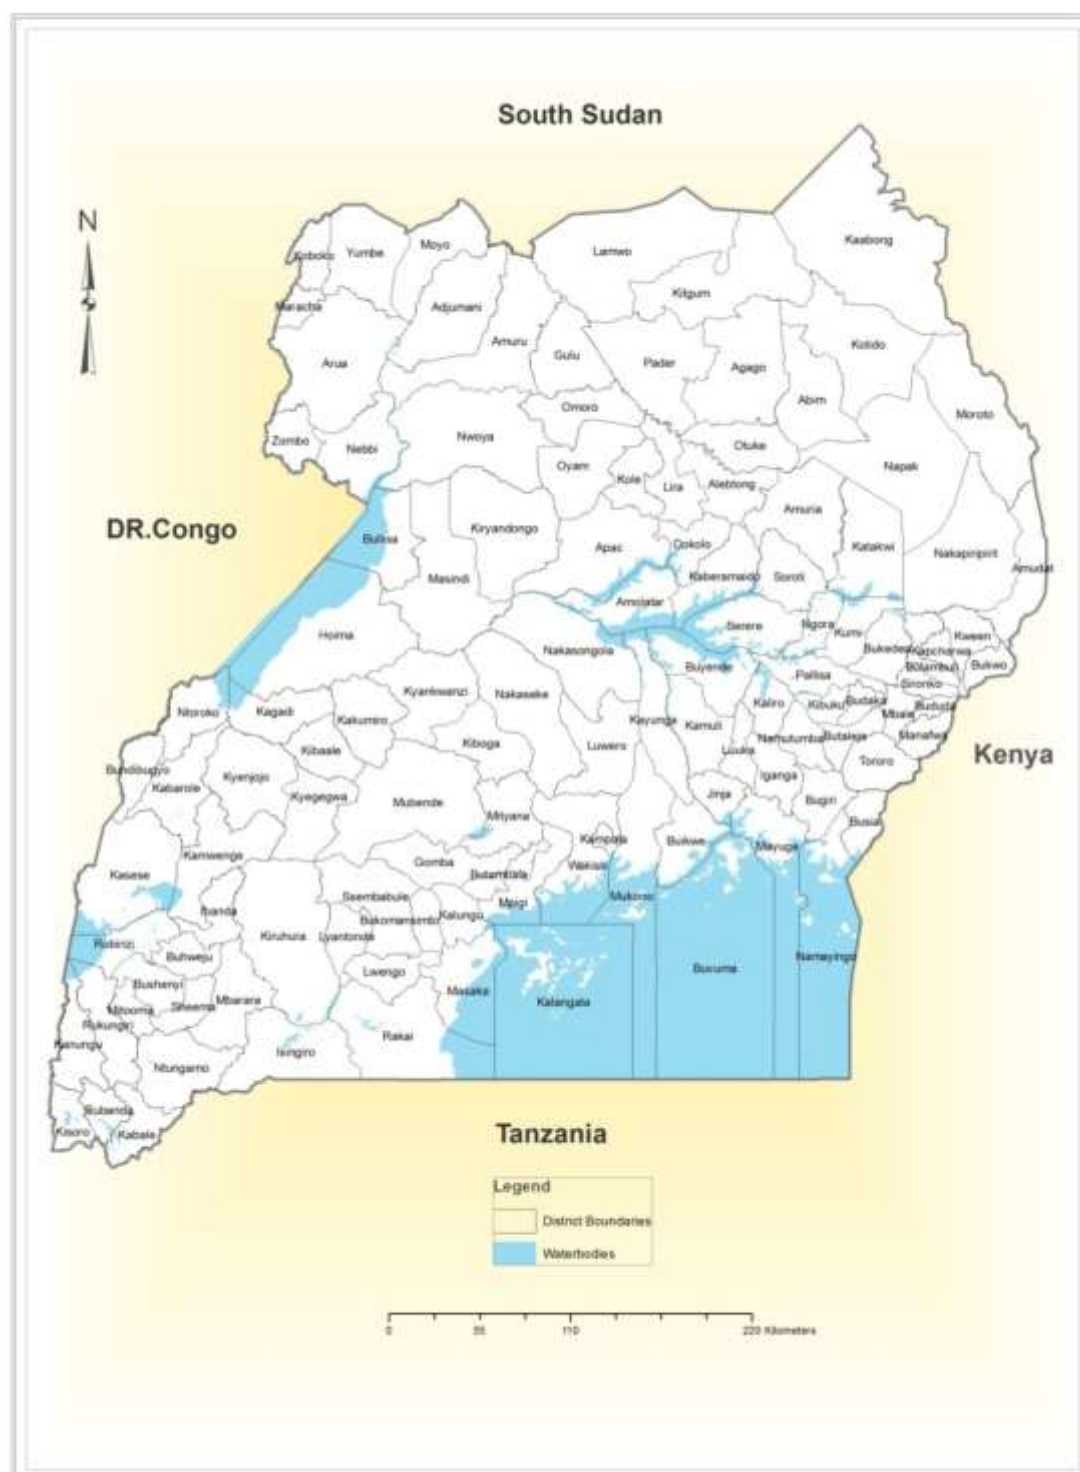 South Sudan
N
Kaabong
Koboko
Yumbe
Moyo
Lamwo
Kitgum
Maracha
Adjumani
Amuru
Gulu
Arua
Pader
Agago
Kotido
Abim
Omoro
Moroto
Zombo
Nebbi
Nwoya
Otuke
Oyam
Kole
Lira
Alebtong
Napak
Amuria
DR.Congo
Buliisa
Kiryandongo
Apac
Dokolo
Katakwi
Nakapiripirit
Amudat
Masindi
Kaberamaido
Soroti
Amolatar
Hoima
Serere
Ngora
Kumi
Kween
Nakasongola
Bukedea
Kapchorwa
Buyende
Bulambuli
Bukwo
Pallisa
Sironko
Ntoroko
Kagadi
Kyankwanzi
Nakaseke
Kaliro
Kibuku
Budaka
Bududa
Kakumiro
Kayunga
Kamuli
Mbale
Kibaale
Kiboga
Luwero
Luuka
Namutumba
Butaleja
Manafwa
Kenya
Bundibugyo
Kabarole
Kyenjojo
Kyegegwa
Tororo
Iganga
Mubende
Jinja
Bugiri
Mityana
Busia
Kampala
Buikwe
Mayuge
Kamwenge
Kasese
Gomba
Butambala
Wakiso
Ssembabule
Mpigi
Mukono
Ibanda
Bukomansimbi
Kalungu
Rubirizi
Kiruhura
Lyantonde
Buhweju
Lwengo
Buvuma
Namayingo
Bushenyi
Masaka
Kalangala
Mitooma
Sheema
Mbarara
Rukungiri
Rakai
Kanungu
Isingiro
Ntungamo
Rubanda
Kisoro
Kabale
Tanzania
Legend
District Boundaries
Waterbodies
0 55 110 220 Kilometers